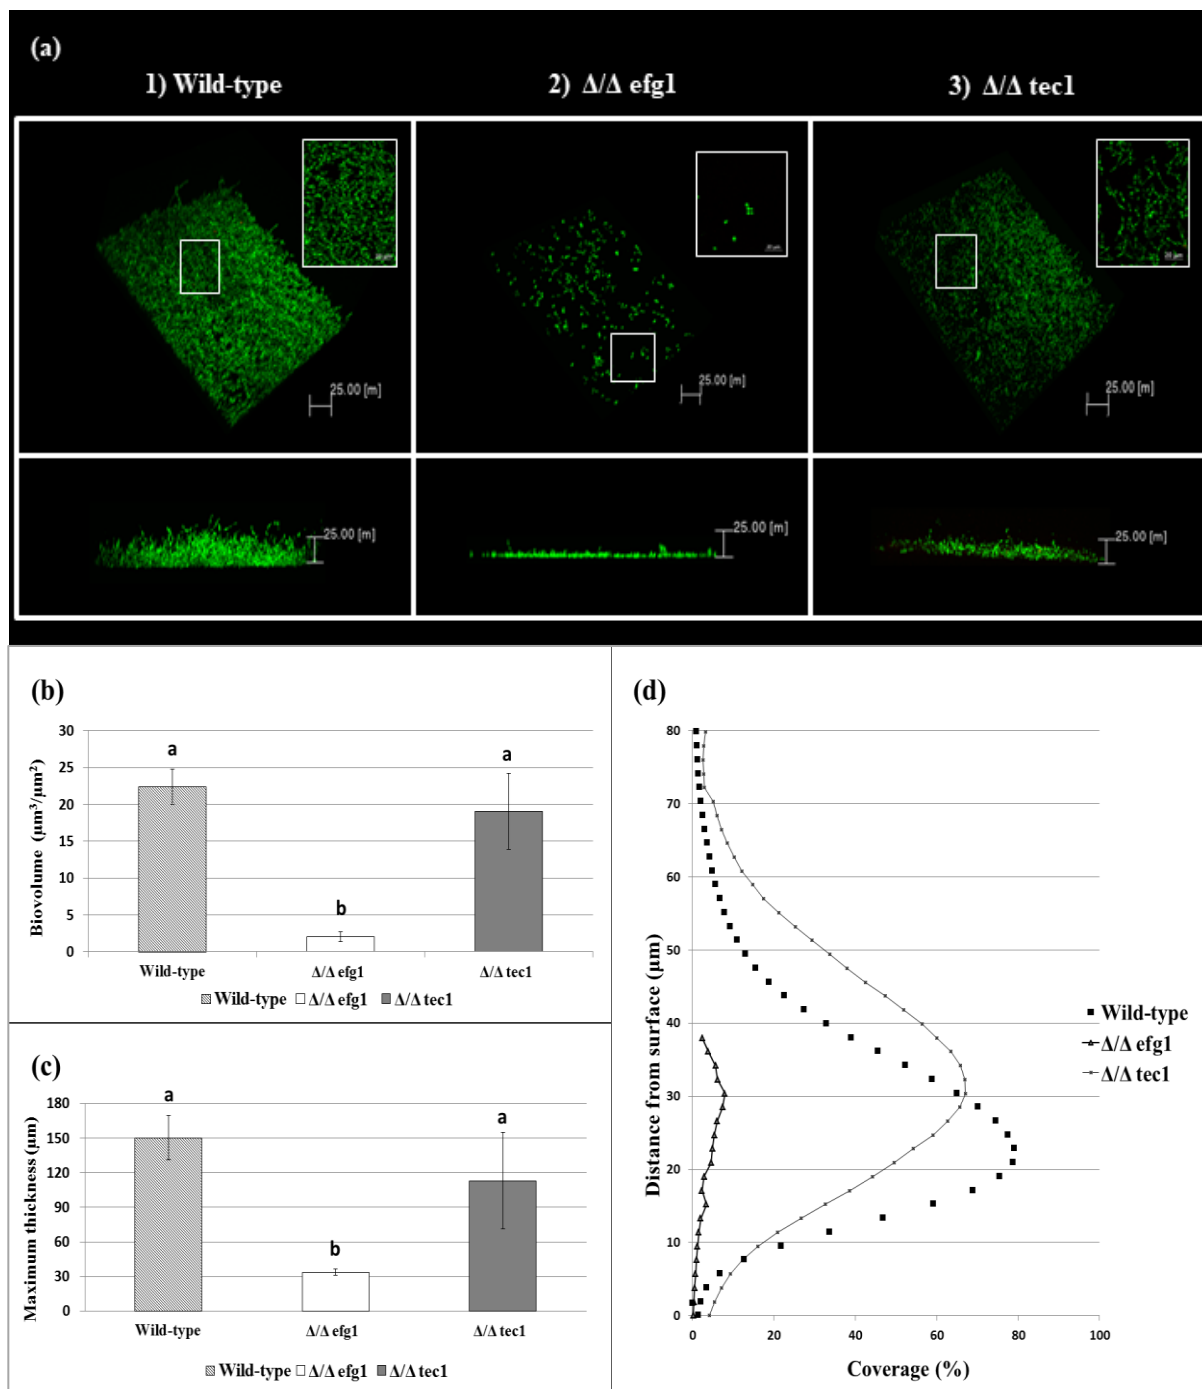 (a)
1) Wild-type
2) Δ/Δ efg1
3) Δ/Δ tec1
20 μm
25.00 [m]
25.00 [m]
25.00 [m]
25.00 [m]
25.00 [m]
25.00 [m]
(b)
30
25
20
15
10
5
0
Biovolume (μm³/μm²)
a
b
a
Wild-type
Δ/Δ efg1
Δ/Δ tec1
Wild-type Δ/Δ efg1 Δ/Δ tec1
(c)
180
150
120
90
60
30
0
Maximum thickness (μm)
a
b
a
Wild-type
Δ/Δ efg1
Δ/Δ tec1
Wild-type Δ/Δ efg1 Δ/Δ tec1
(d)
80
70
60
50
40
30
20
10
0
Distance from surface (μm)
0 20 40 60 80 100
Coverage (%)
Wild-type
Δ/Δ efg1
Δ/Δ tec1